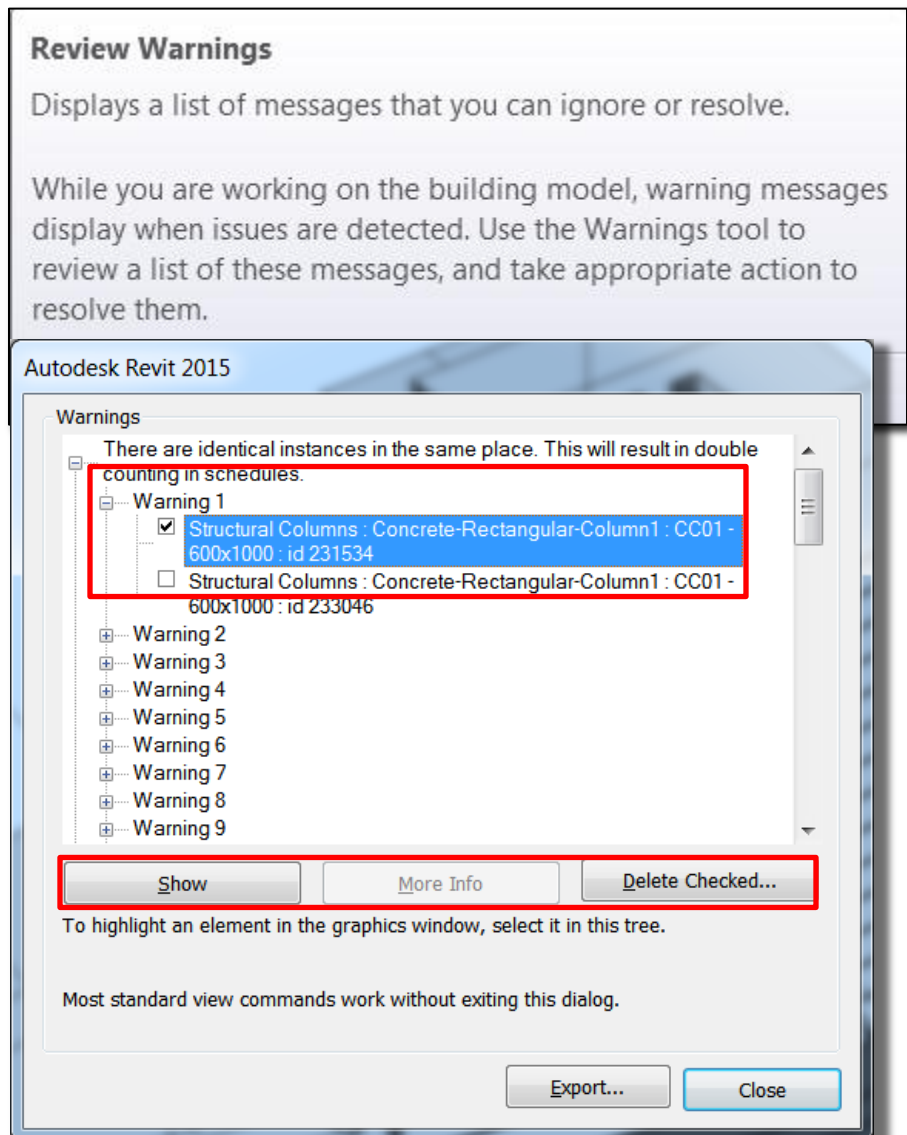 Review Warnings
Displays a list of messages that you can ignore or resolve.
While you are working on the building model, warning messages
display when issues are detected. Use the Warnings tool to
review a list of these messages, and take appropriate action to
resolve them.
Autodesk Revit 2015
Warnings
There are identical instances in the same place. This will result in double
counting in schedules.
Warning 1
Structural Columns : Concrete-Rectangular-Column1 : CC01 -
600x1000 : id 231534
Structural Columns : Concrete-Rectangular-Column1 : CC01 -
600x1000 : id 233046
Warning 2
Warning 3
Warning 4
Warning 5
Warning 6
Warning 7
Warning 8
Warning 9
Show More Info Delete Checked...
To highlight an element in the graphics window, select it in this tree.
Most standard view commands work without exiting this dialog.
Export... Close